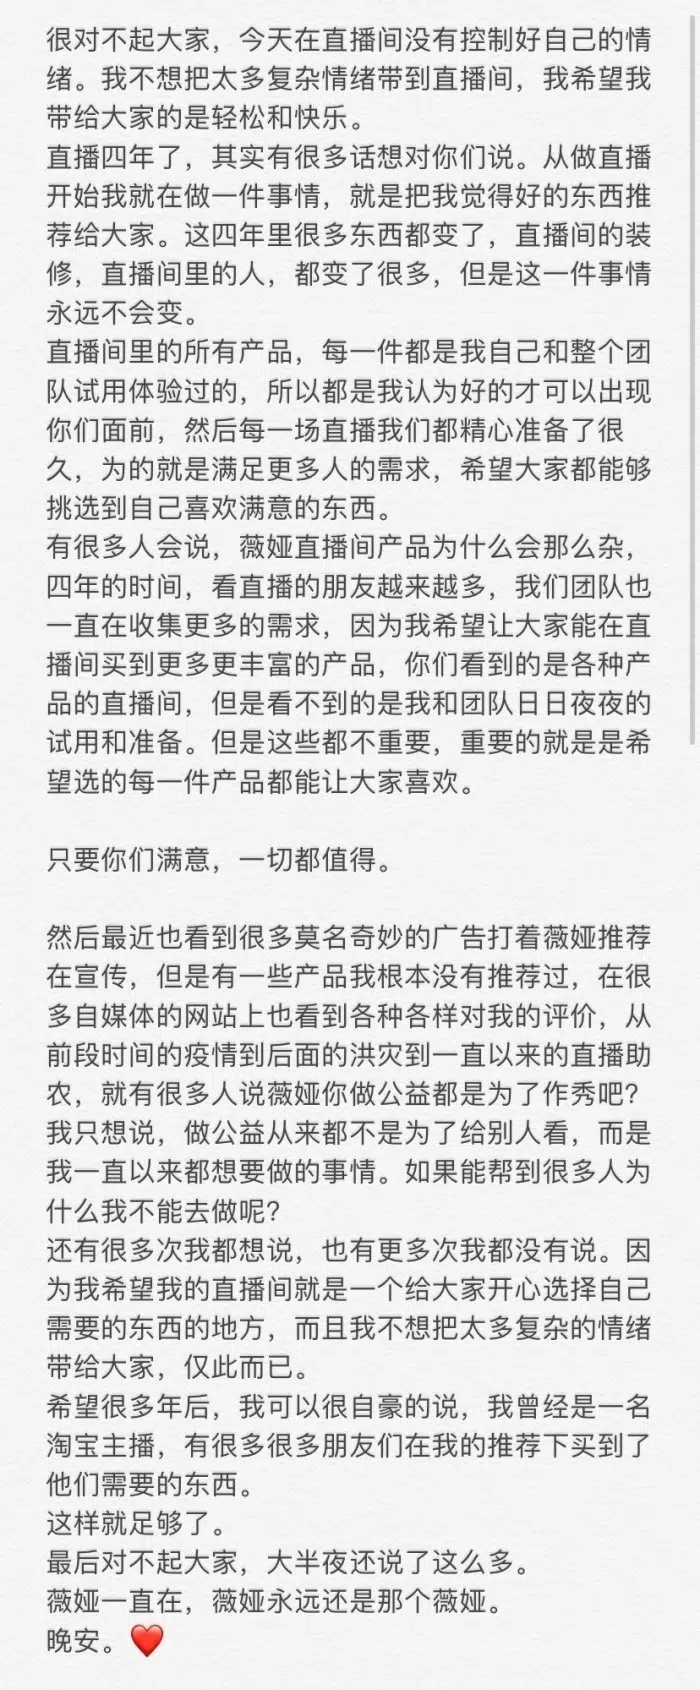 很对不起大家，今天在直播间没有控制好自己的情
绪。我不想把太多复杂情绪带到直播间，我希望我
带给大家的是轻松和快乐。
直播四年了，其实有很多话想对你们说。从做直播
开始我就在做一件事情，就是把我觉得好的东西推
荐给大家。这四年里很多东西都变了，直播间的装
修，直播间里的人，都变了很多，但是这一件事情
永远不会变。
直播间里的所有产品，每一件都是我自己和整个团
队试用体验过的，所以都是我认为好的才可以出现
你们面前，然后每一场直播我们都精心准备了很
久，为的就是满足更多人的需求，希望大家都能够
挑选到自己喜欢满意的东西。
有很多人会说，薇娅直播间产品为什么会那么杂，
四年的时间，看直播的朋友越来越多，我们团队也
一直在收集更多的需求，因为我希望让大家能在直
播间买到更多更丰富的产品，你们看到的是各种产
品的直播间，但是看不到的是我和团队日日夜夜的
试用和准备。但是这些都不重要，重要的就是是希
望选的每一件产品都能让大家喜欢。
只要你们满意，一切都值得。
然后最近也看到很多莫名奇妙的广告打着薇娅推荐
在宣传，但是有一些产品我根本没有推荐过，在很
多自媒体的网站上也看到各种各样对我的评价，从
前段时间的疫情到后面的洪灾到一直以来的直播助
农，就有很多人说薇娅你做公益都是为了作秀吧？
我只想说，做公益从来都不是为了给别人看，而是
我一直以来都想要做的事情。如果能帮到很多人为
什么我不能去做呢？
还有很多次我都想说，也有更多次我都没有说。因
为我希望我的直播间就是一个给大家开心选择自己
需要的东西的地方，而且我不想把太多复杂的情绪
带给大家，仅此而已。
希望很多年后，我可以很自豪的说，我曾经是一名
淘宝主播，有很多很多朋友们在我的推荐下买到了
他们需要的东西。
这样就足够了。
最后对不起大家，大半夜还说了这么多。
薇娅一直在，薇娅永远还是那个薇娅。
晚安。❤️